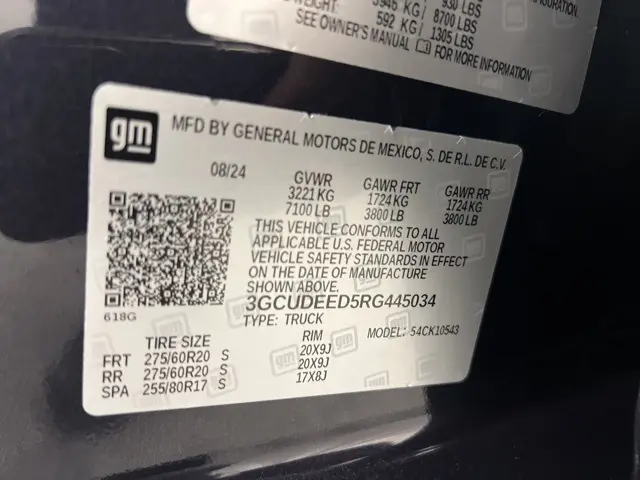 930 LBS
3946 KG/ 8700 LBS
592 KG/ 1305 LBS
SEE OWNER'S MANUAL FOR MORE INFORMATION
gm
MFD BY GENERAL MOTORS DE MEXICO, S. DE R.L. DE C.V.
08/24 GVWR GAWR FRT GAWR RR
3221 KG 1724 KG 1724 KG
7100 LB 3800 LB 3800 LB
THIS VEHICLE CONFORMS TO ALL
APPLICABLE U.S. FEDERAL MOTOR
VEHICLE SAFETY STANDARDS IN EFFECT
ON THE DATE OF MANUFACTURE
SHOWN ABOVE.
3GCUDEED5RG445034
618G
TYPE: TRUCK MODEL: 54CK10543
TIRE SIZE RIM
FRT 275/60R20 S 20X9J
RR 275/60R20 S 20X9J
SPA 255/80R17 S 17X8J